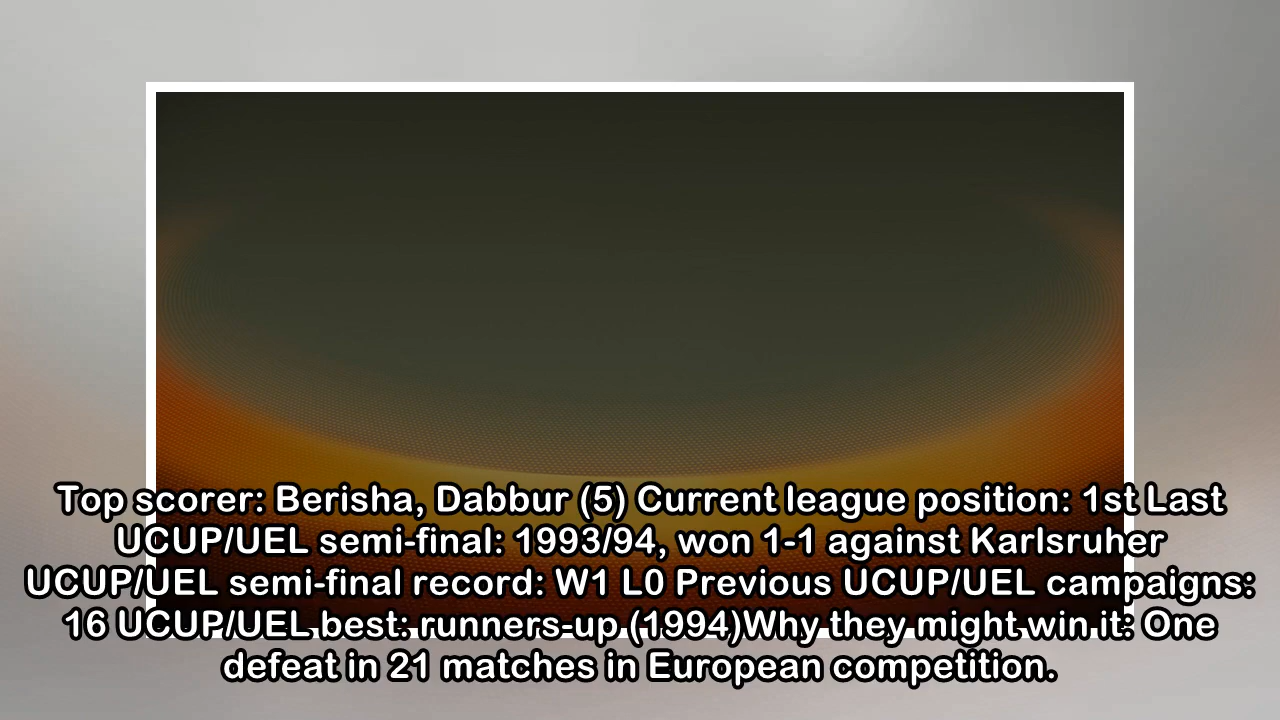 Top scorer: Berisha, Dabbur (5) Current league position: 1st Last
UCUP/UEL semi-final: 1993/94, won 1-1 against Karlsruher
UCUP/UEL semi-final record: W1 L0 Previous UCUP/UEL campaigns:
16 UCUP/UEL best: runners-up (1994)Why they might win it: One
defeat in 21 matches in European competition.